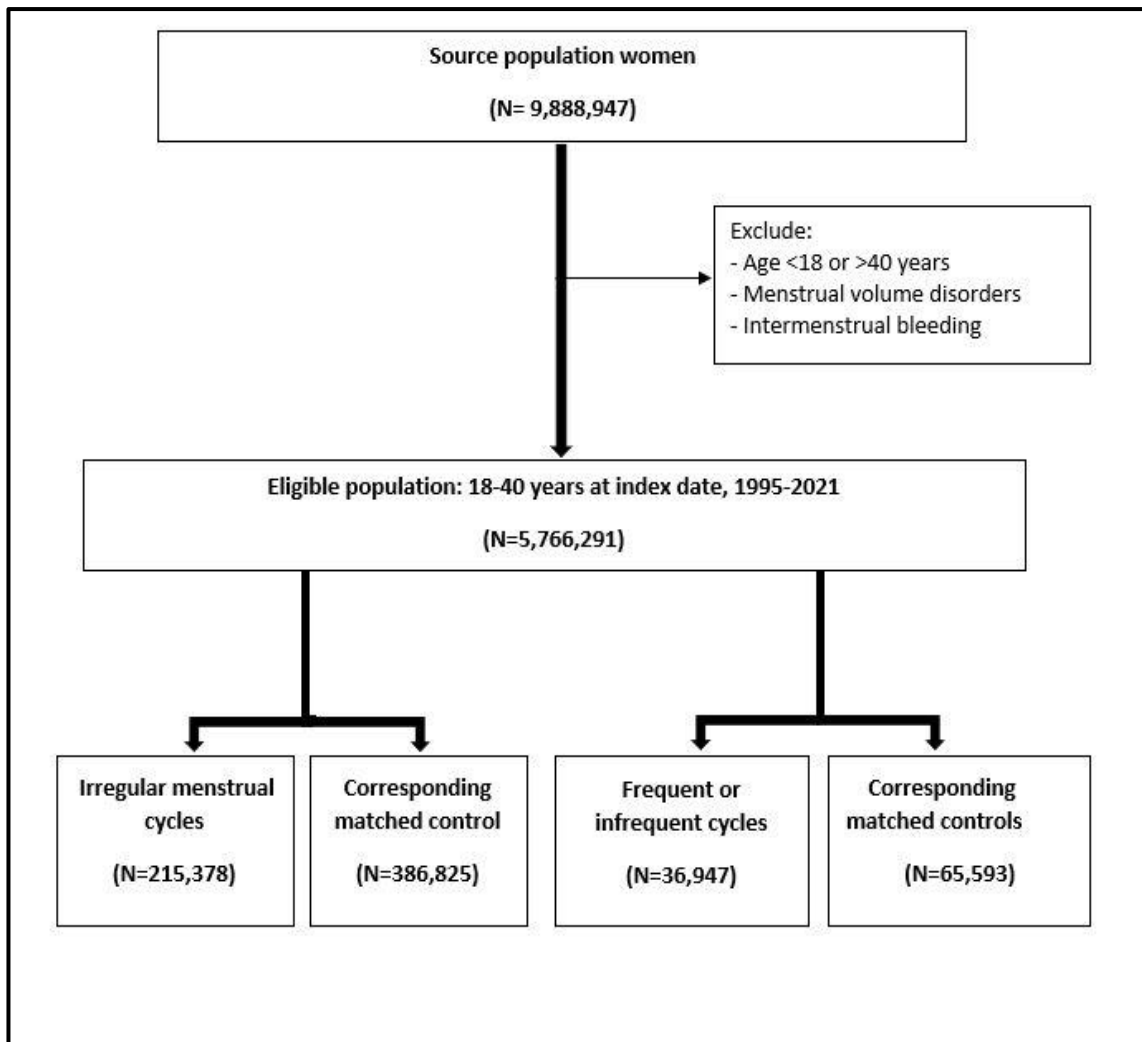 Source population women
(N= 9,888,947)
Exclude:
- Age <18 or >40 years
- Menstrual volume disorders
- Intermenstrual bleeding
Eligible population: 18-40 years at index date, 1995-2021
(N=5,766,291)
Irregular menstrual
cycles
(N=215,378)
Corresponding
matched control
(N=386,825)
Frequent or
infrequent cycles
(N=36,947)
Corresponding
matched controls
(N=65,593)